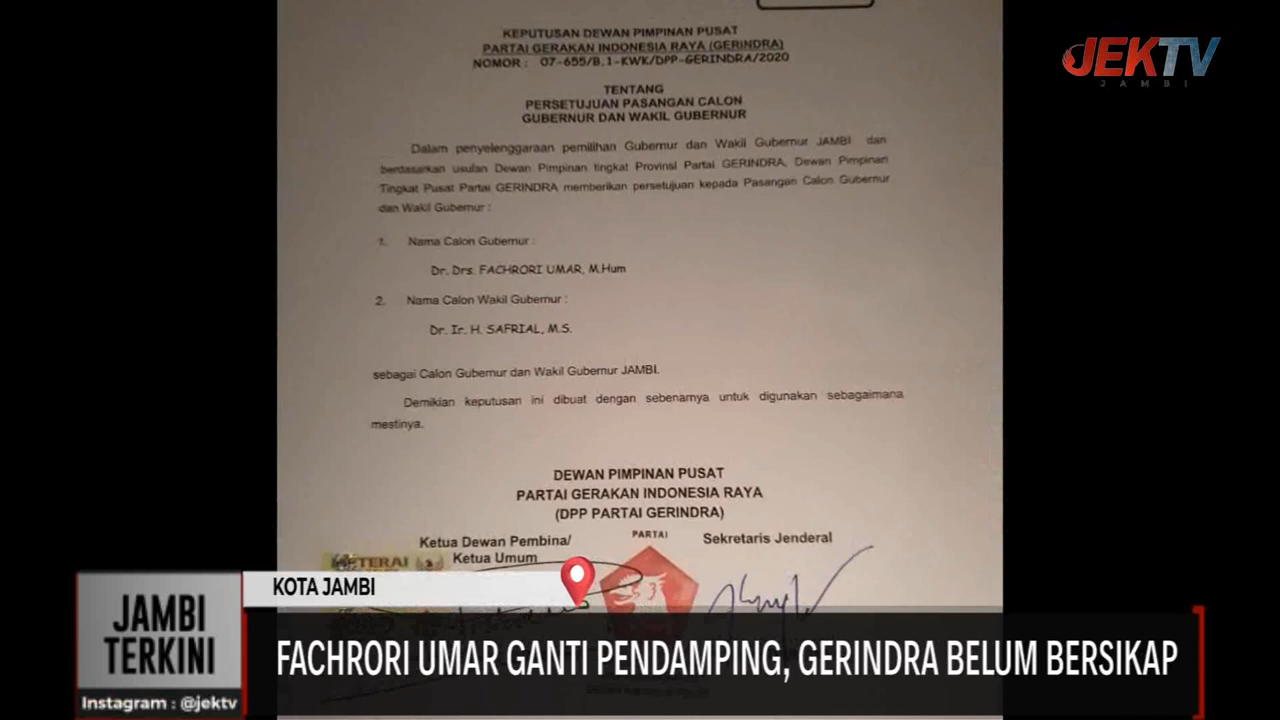 KEPUTUSAN DEWAN PIMPINAN PUSAT
PARTAI GERAKAN INDONESIA RAYA (GERINDRA)
NOMOR : 07-655/B.1-KWK/DPP-GERINDRA/2020
TENTANG
PERSETUJUAN PASANGAN CALON
GUBERNUR DAN WAKIL GUBERNUR
Dalam penyelenggaraan pemilihan Gubernur dan Wakil Gubernur JAMBI dan
berdasarkan usulan Dewan Pimpinan tingkat Provinsi Partai GERINDRA, Dewan Pimpinan
Tingkat Pusat Partai GERINDRA memberikan persetujuan kepada Pasangan Calon Gubernur
dan Wakil Gubernur :
1. Nama Calon Gubernur :
Dr. Drs. FACHRORI UMAR, M.Hum
2. Nama Calon Wakil Gubernur :
Dr. Ir. H. SAFRIAL, M.S.
sebagai Calon Gubernur dan Wakil Gubernur JAMBI.
Demikian keputusan ini dibuat dengan sebenarnya untuk digunakan sebagaimana
mestinya.
DEWAN PIMPINAN PUSAT
PARTAI GERAKAN INDONESIA RAYA
(DPP PARTAI GERINDRA)
Ketua Dewan Pembina/
Ketua Umum
PARTAI
Sekretaris Jenderal
METERAI
JEKTV
JAMBI
KOTA JAMBI
JAMBI
TERKINI
Instagram : @jektv
FACHRORI UMAR GANTI PENDAMPING, GERINDRA BELUM BERSIKAP